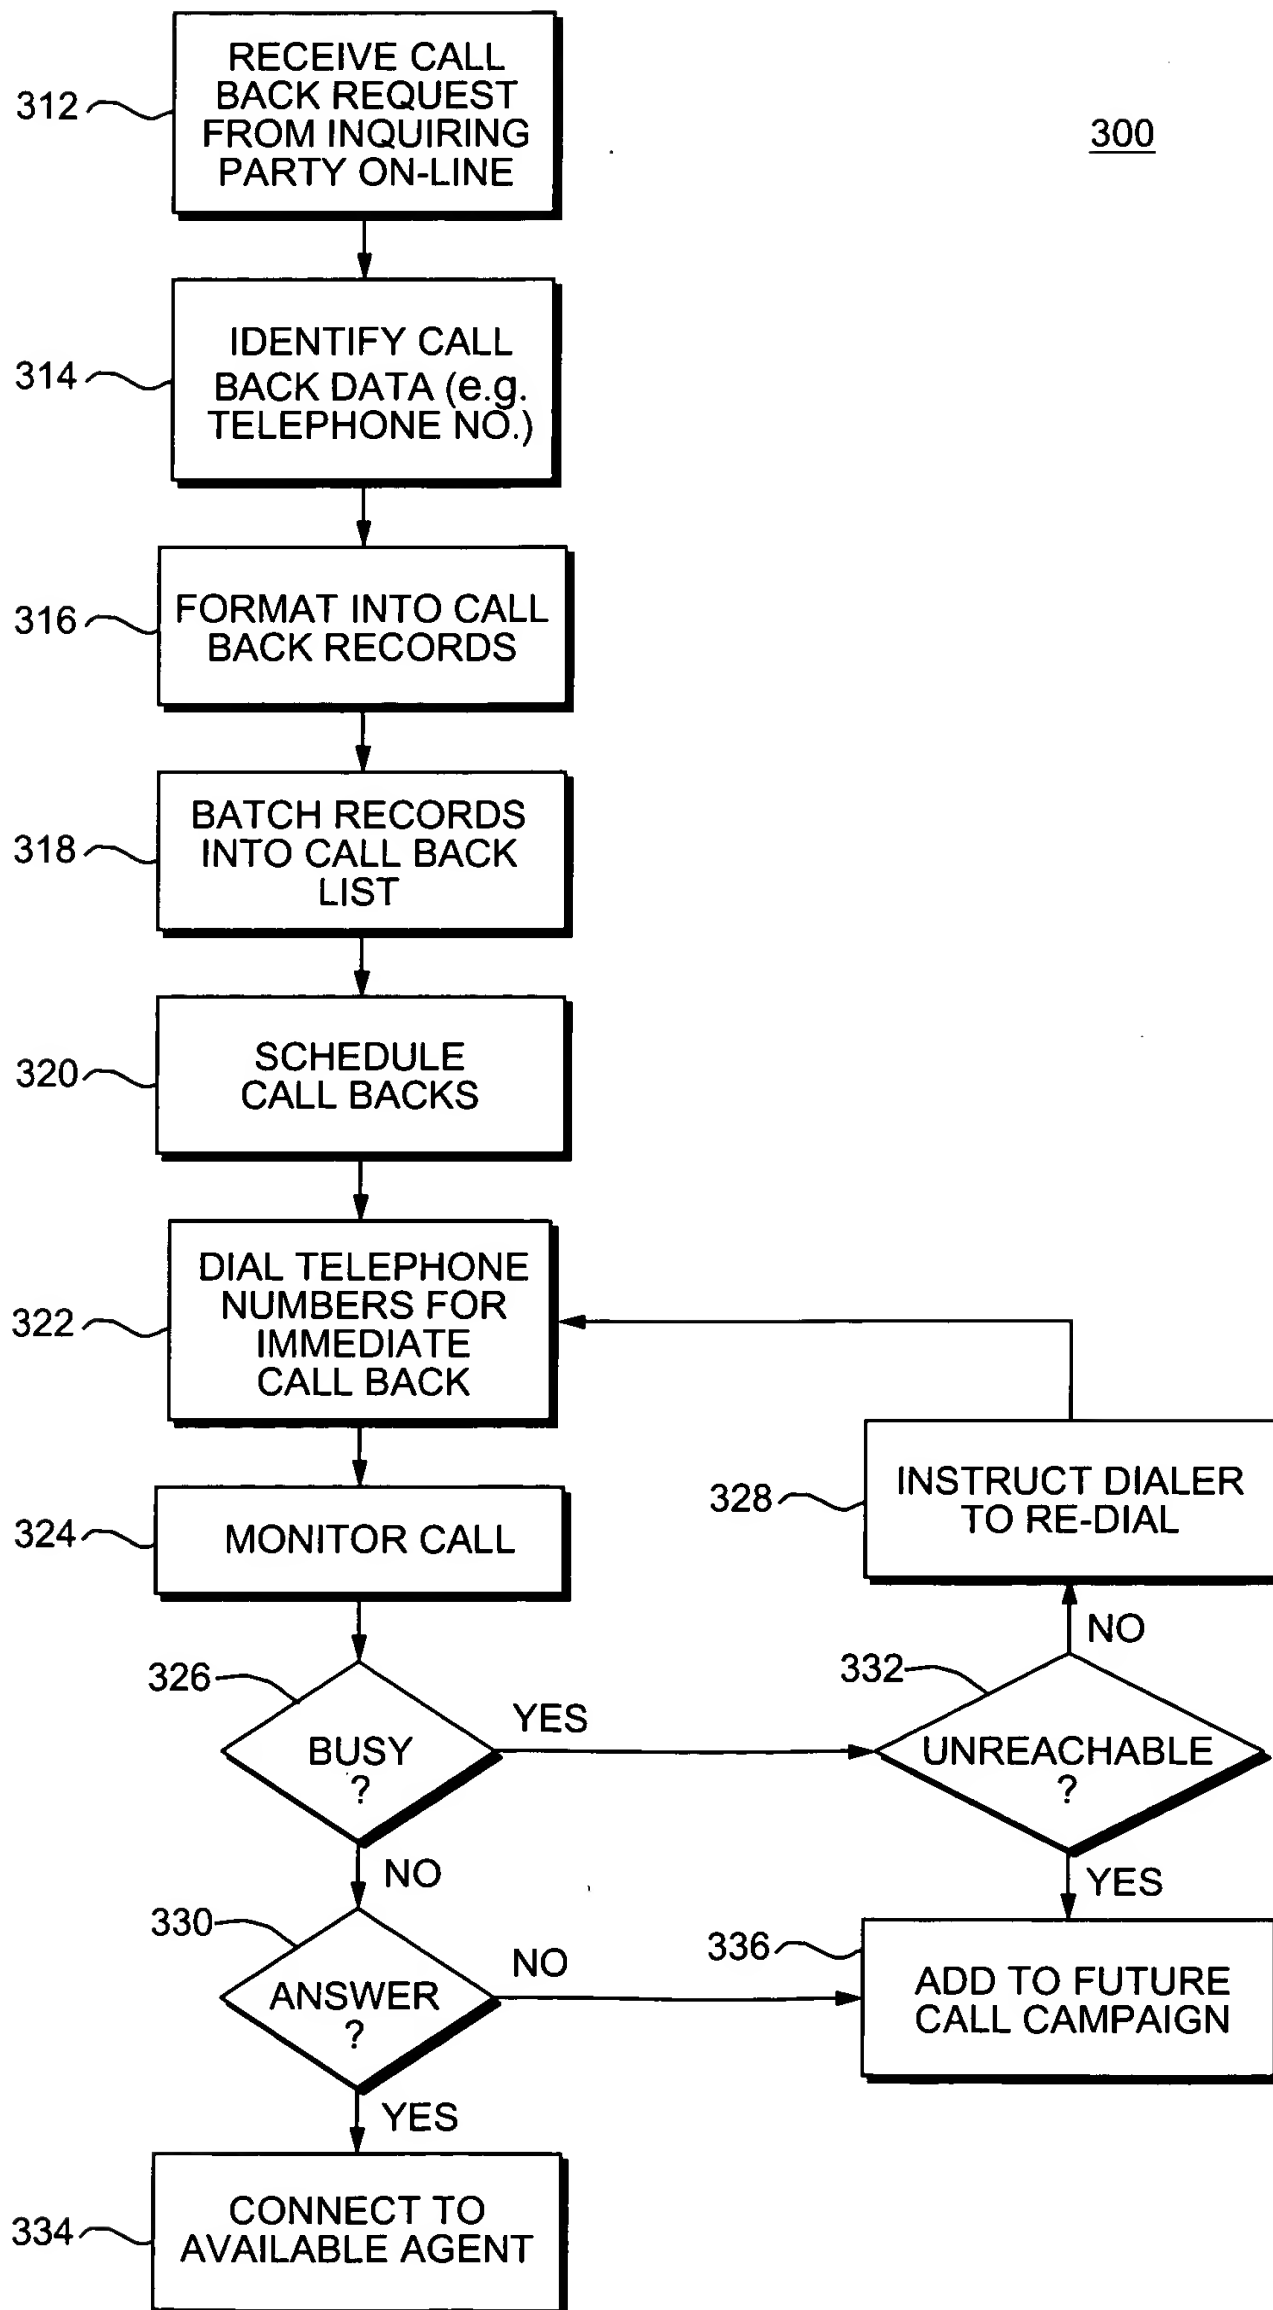 RECEIVE CALL
BACK REQUEST
FROM INQUIRING
PARTY ON-LINE
312
300
IDENTIFY CALL
BACK DATA (e.g.
TELEPHONE NO.)
314
FORMAT INTO CALL
BACK RECORDS
316
BATCH RECORDS
INTO CALL BACK
LIST
318
SCHEDULE
CALL BACKS
320
DIAL TELEPHONE
NUMBERS FOR
IMMEDIATE
CALL BACK
322
INSTRUCT DIALER
TO RE-DIAL
328
MONITOR CALL
324
NO
326
BUSY
?
YES
332
UNREACHABLE
?
NO
YES
330
ANSWER
?
NO
336
ADD TO FUTURE
CALL CAMPAIGN
YES
CONNECT TO
AVAILABLE AGENT
334